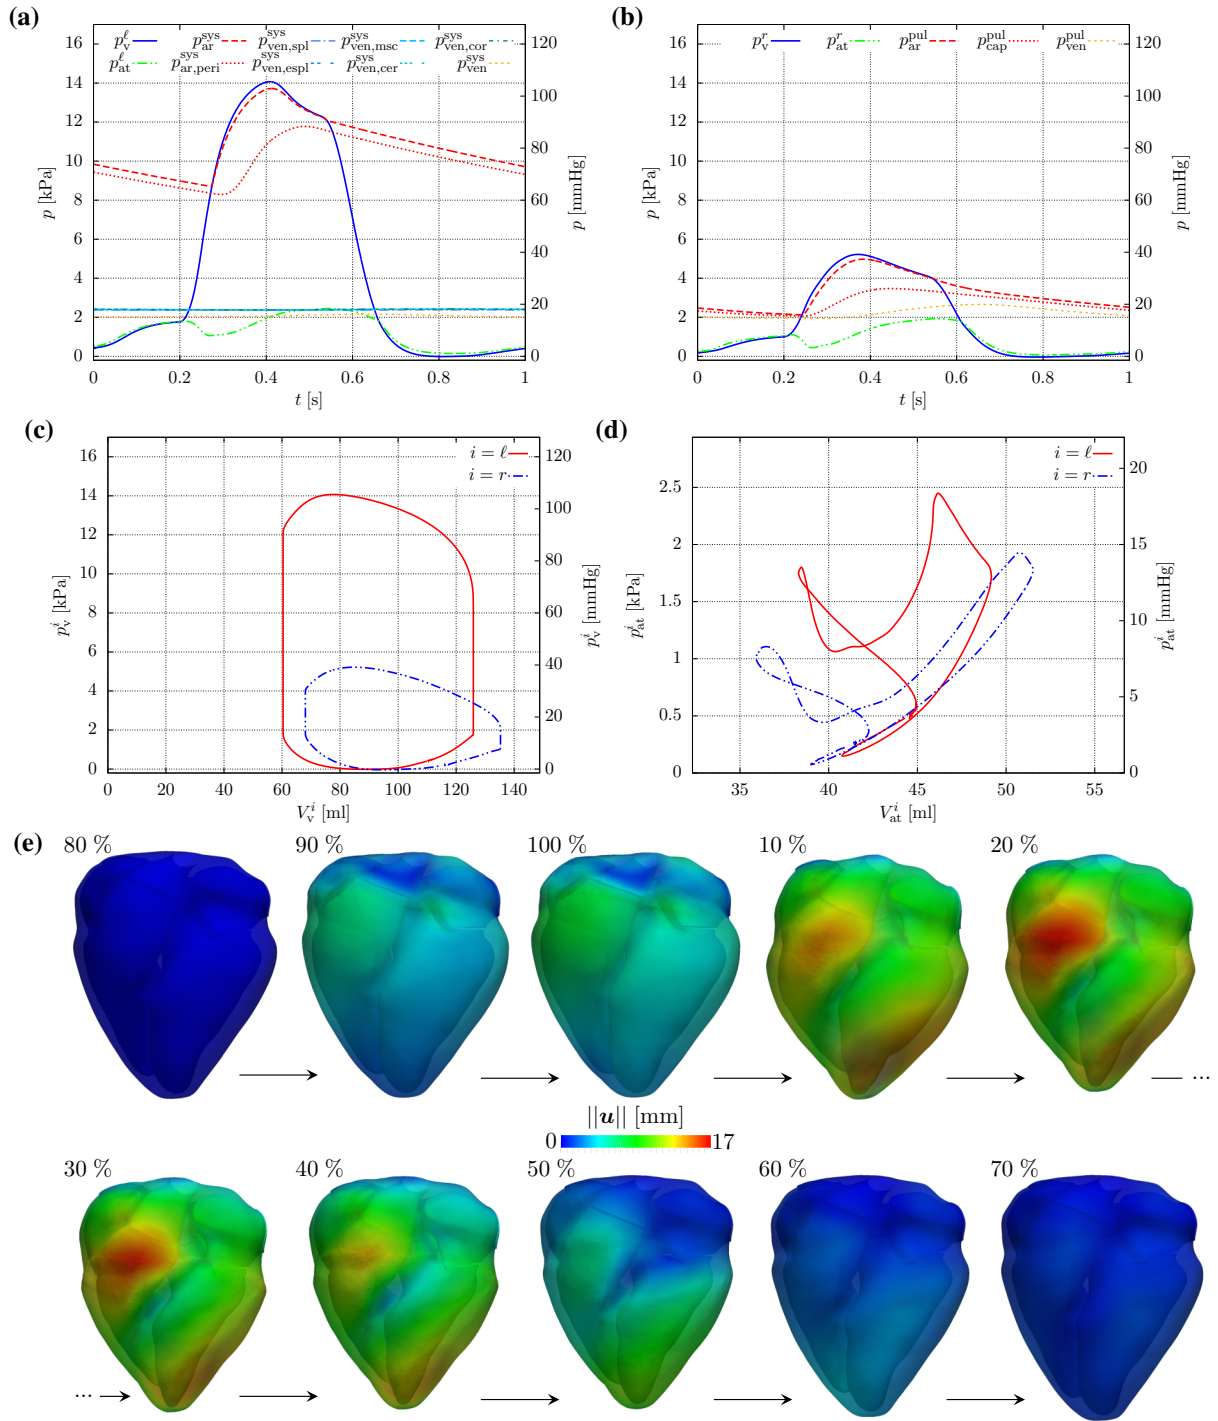 (a)
p_v^ℓ p_ar^sys p_ven,spl^sys p_ven,msc^sys p_ven,cor^sys
p_at^ℓ p_ar,peri^sys p_ven,espl^sys p_ven,cer^sys p_ven^sys
16 14 12 10 8 6 4 2 0
p [kPa]
120 100 80 60 40 20 0
p [mmHg]
0 0.2 0.4 0.6 0.8 1
t [s]
(b)
p_v^r p_at^r p_ar^pul p_cap^pul p_ven^pul
16 14 12 10 8 6 4 2 0
p [kPa]
120 100 80 60 40 20 0
p [mmHg]
0 0.2 0.4 0.6 0.8 1
t [s]
(c)
i = ℓ
i = r
16 14 12 10 8 6 4 2 0
p_v^i [kPa]
120 100 80 60 40 20 0
p_v^i [mmHg]
0 20 40 60 80 100 120 140
V_v^i [ml]
(d)
i = ℓ
i = r
2.5 2 1.5 1 0.5 0
p_at^i [kPa]
20 15 10 5 0
p_at^i [mmHg]
35 40 45 50 55
V_at^i [ml]
(e)
80 % 90 % 100 % 10 % 20 %
...
||u|| [mm]
0 17
30 % 40 % 50 % 60 % 70 %
...